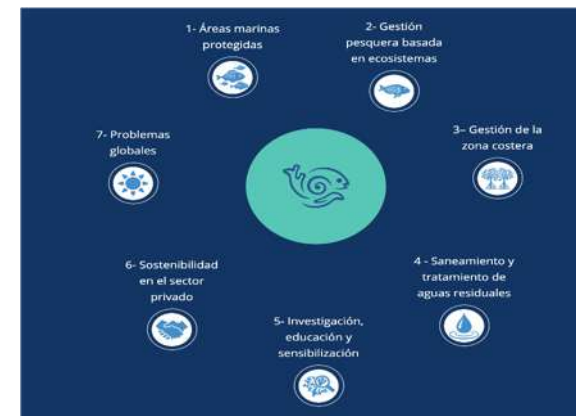 1- Áreas marinas
protegidas
2- Gestión
pesquera basada
en ecosistemas
3– Gestión de la
zona costera
4 - Saneamiento y
tratamiento de
aguas residuales
5- Investigación,
educación y
sensibilización
6- Sostenibilidad
en el sector
privado
7- Problemas
globales